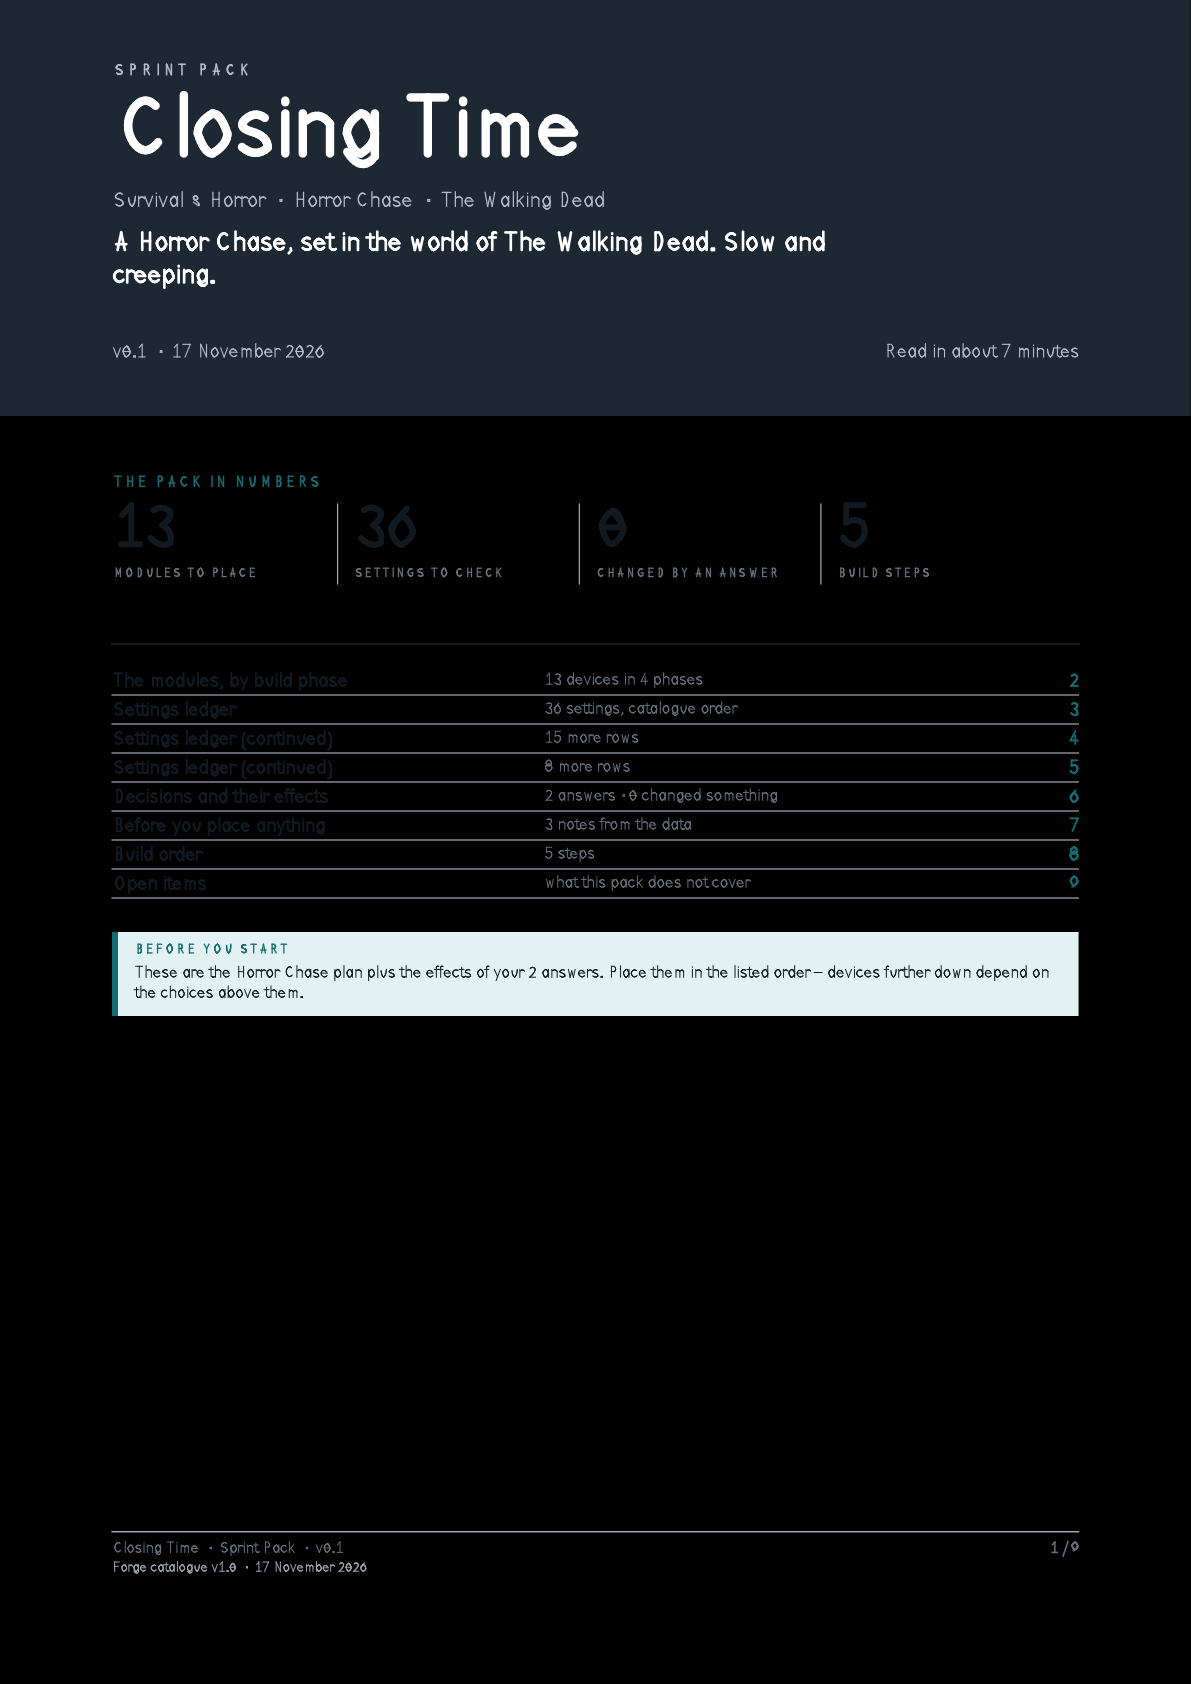 SPRINT PACK
Closing Time
Survival & Horror · Horror Chase · The Walking Dead
A Horror Chase, set in the world of The Walking Dead. Slow and
creeping.
v0.1 · 17 November 2026
Read in about 7 minutes
THE PACK IN NUMBERS
13
36
0
5
MODULES TO PLACE
SETTINGS TO CHECK
CHANGED BY AN ANSWER
BUILD STEPS
The modules, by build phase 13 devices in 4 phases 2
Settings ledger 36 settings, catalogue order 3
Settings ledger (continued) 15 more rows 4
Settings ledger (continued) 8 more rows 5
Decisions and their effects 2 answers · 0 changed something 6
Before you place anything 3 notes from the data 7
Build order 5 steps 8
Open items what this pack does not cover 9
BEFORE YOU START
These are the Horror Chase plan plus the effects of your 2 answers. Place them in the listed order — devices further down depend on
the choices above them.
Closing Time · Sprint Pack · v0.1
1 / 9
Forge catalogue v1.0 · 17 November 2026